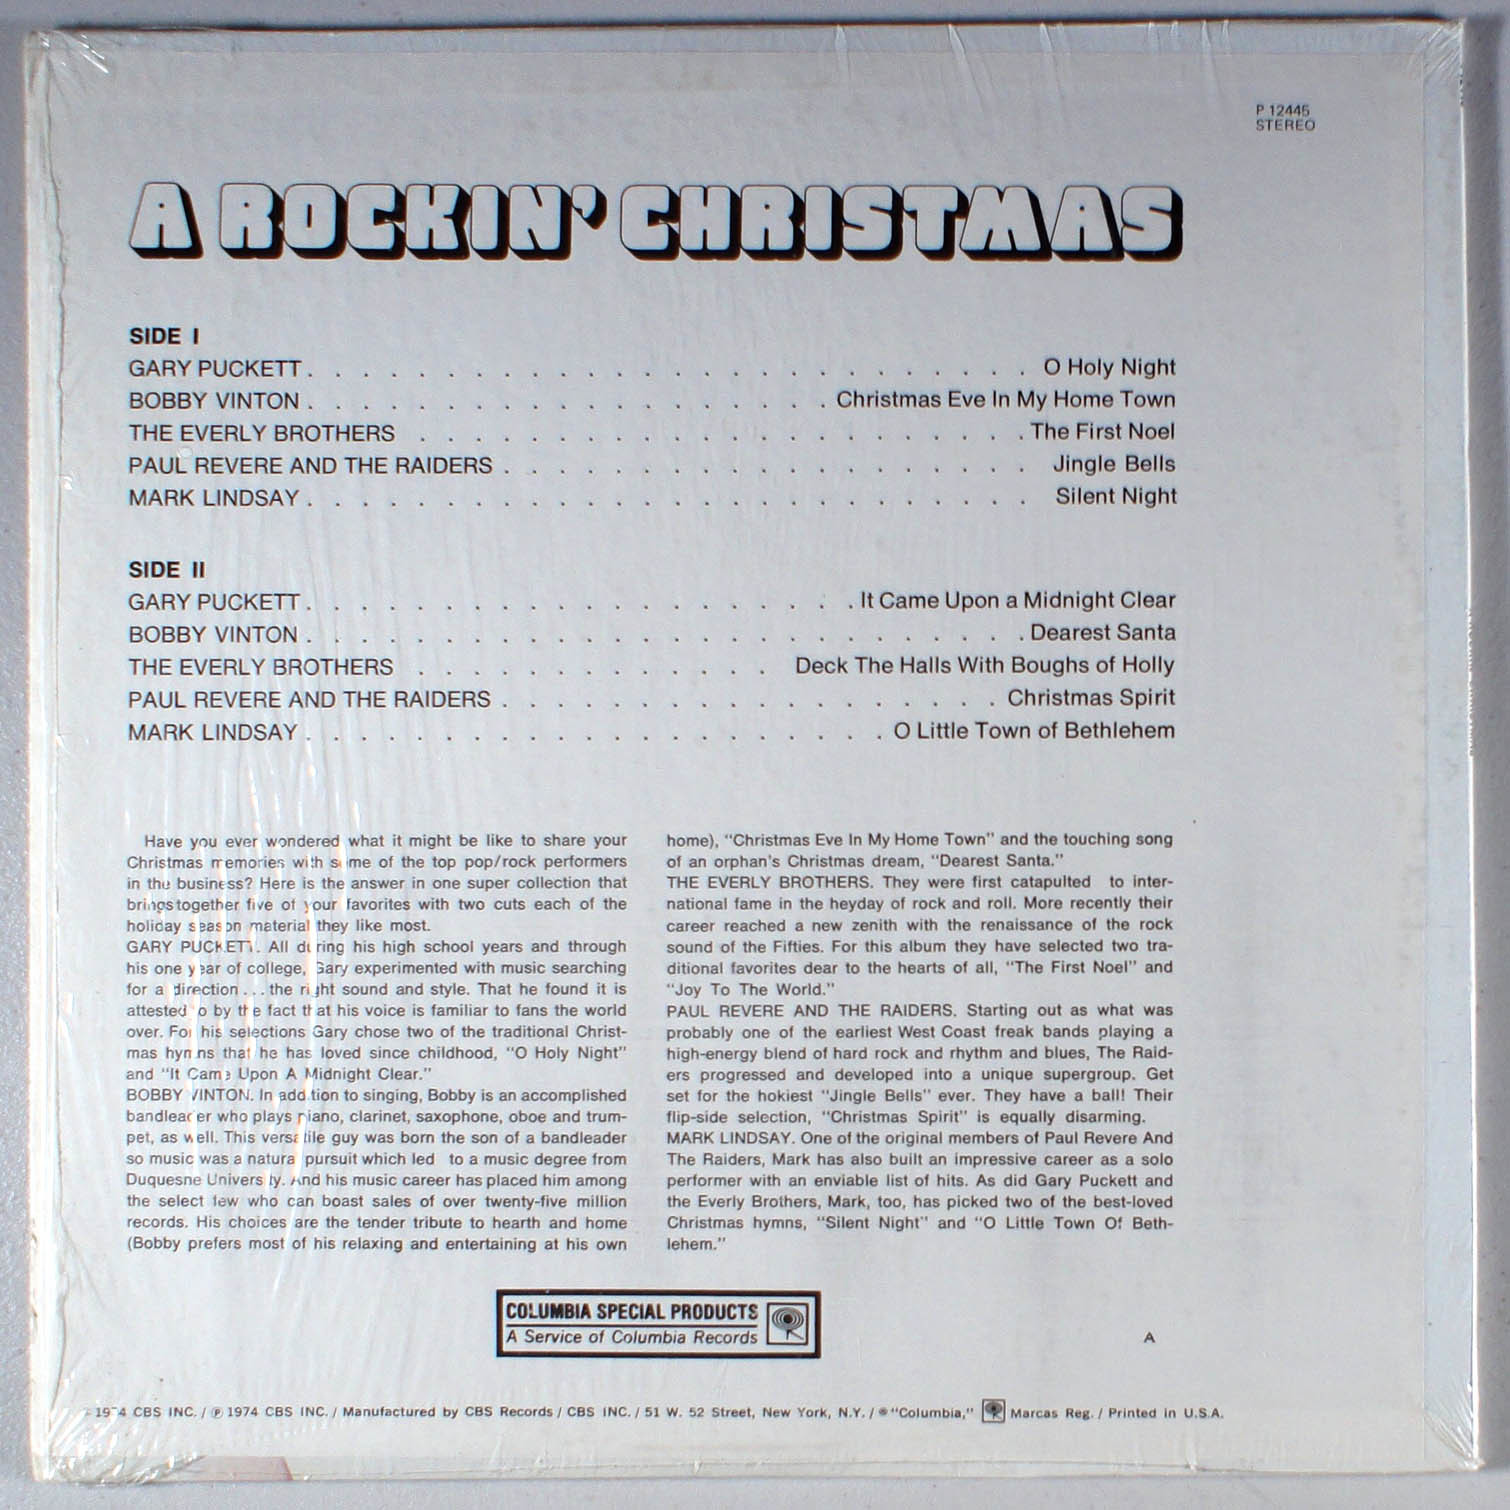 P 12445
STEREO
A ROCKIN' CHRISTMAS
SIDE I
GARY PUCKETT . . . . . . . . . . . . . . . . . . . . . . . . . . O Holy Night
BOBBY VINTON . . . . . . . . . . . . . . . . . . . Christmas Eve In My Home Town
THE EVERLY BROTHERS . . . . . . . . . . . . . . . . . . . . . . The First Noel
PAUL REVERE AND THE RAIDERS . . . . . . . . . . . . . . . . . . . Jingle Bells
MARK LINDSAY . . . . . . . . . . . . . . . . . . . . . . . . . . Silent Night
SIDE II
GARY PUCKETT . . . . . . . . . . . . . . . . . . . . It Came Upon a Midnight Clear
BOBBY VINTON . . . . . . . . . . . . . . . . . . . . . . . . . . Dearest Santa
THE EVERLY BROTHERS . . . . . . . . . . . . . Deck The Halls With Boughs of Holly
PAUL REVERE AND THE RAIDERS . . . . . . . . . . . . . . . . . . Christmas Spirit
MARK LINDSAY . . . . . . . . . . . . . . . . . . . . . O Little Town of Bethlehem
Have you ever wondered what it might be like to share your
Christmas memories with some of the top pop/rock performers
in the business? Here is the answer in one super collection that
brings together five of your favorites with two cuts each of the
holiday season material they like most.
GARY PUCKETT. All during his high school years and through
his one year of college, Gary experimented with music searching
for a direction . . . the right sound and style. That he found it is
attested to by the fact that his voice is familiar to fans the world
over. For his selections Gary chose two of the traditional Christ-
mas hymns that he has loved since childhood, "O Holy Night"
and "It Came Upon A Midnight Clear."
BOBBY VINTON. In addition to singing, Bobby is an accomplished
bandleader who plays piano, clarinet, saxophone, oboe and trum-
pet, as well. This versatile guy was born the son of a bandleader
so music was a natural pursuit which led to a music degree from
Duquesne University. And his music career has placed him among
the select few who can boast sales of over twenty-five million
records. His choices are the tender tribute to hearth and home
(Bobby prefers most of his relaxing and entertaining at his own
home), "Christmas Eve In My Home Town" and the touching song
of an orphan's Christmas dream, "Dearest Santa."
THE EVERLY BROTHERS. They were first catapulted to inter-
national fame in the heyday of rock and roll. More recently their
career reached a new zenith with the renaissance of the rock
sound of the Fifties. For this album they have selected two tra-
ditional favorites dear to the hearts of all, "The First Noel" and
"Joy To The World."
PAUL REVERE AND THE RAIDERS. Starting out as what was
probably one of the earliest West Coast freak bands playing a
high-energy blend of hard rock and rhythm and blues, The Raid-
ers progressed and developed into a unique supergroup. Get
set for the hokiest "Jingle Bells" ever. They have a ball! Their
flip-side selection, "Christmas Spirit" is equally disarming.
MARK LINDSAY. One of the original members of Paul Revere And
The Raiders, Mark has also built an impressive career as a solo
performer with an enviable list of hits. As did Gary Puckett and
the Everly Brothers, Mark, too, has picked two of the best-loved
Christmas hymns, "Silent Night" and "O Little Town Of Beth-
lehem."
COLUMBIA SPECIAL PRODUCTS
A Service of Columbia Records
A
1974 CBS INC. / ℗ 1974 CBS INC. / Manufactured by CBS Records / CBS INC. / 51 W. 52 Street, New York, N.Y. / ® "Columbia," Marcas Reg. / Printed in U.S.A.